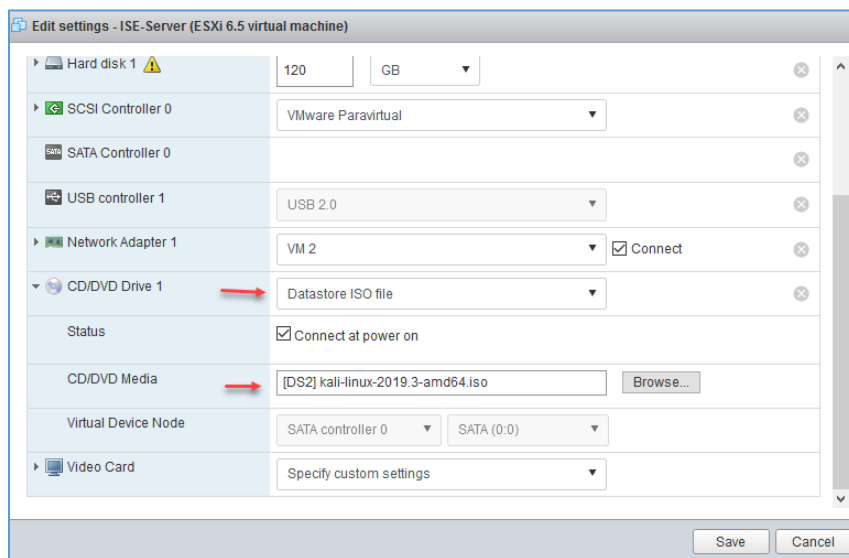 Edit settings - ISE-Server (ESXi 6.5 virtual machine)
Hard disk 1 120 GB
SCSI Controller 0 VMware Paravirtual
SATA SATA Controller 0
USB controller 1 USB 2.0
Network Adapter 1 VM 2 Connect
CD/DVD Drive 1 Datastore ISO file
Status Connect at power on
CD/DVD Media [DS2] kali-linux-2019.3-amd64.iso Browse...
Virtual Device Node SATA controller 0 SATA (0:0)
Video Card Specify custom settings
Save Cancel